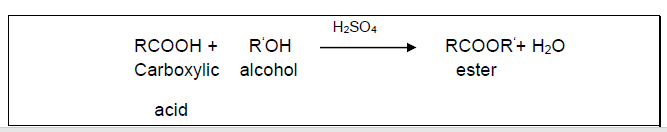 H₂SO₄
RCOOH + R'OH RCOOR'+ H₂O
Carboxylic alcohol ester
acid